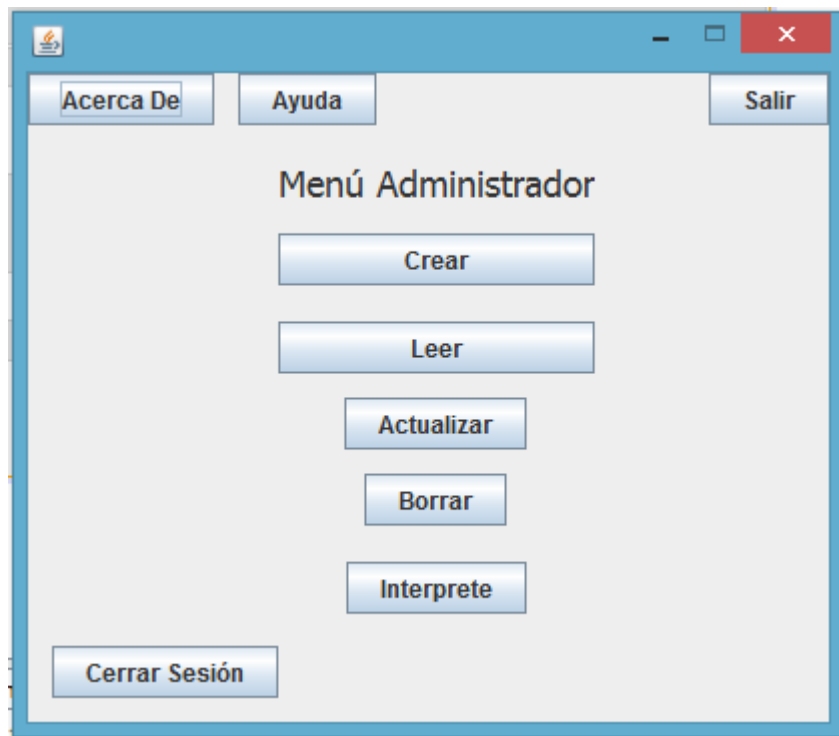 Acerca De Ayuda Salir
Menú Administrador
Crear
Leer
Actualizar
Borrar
Interprete
Cerrar Sesión